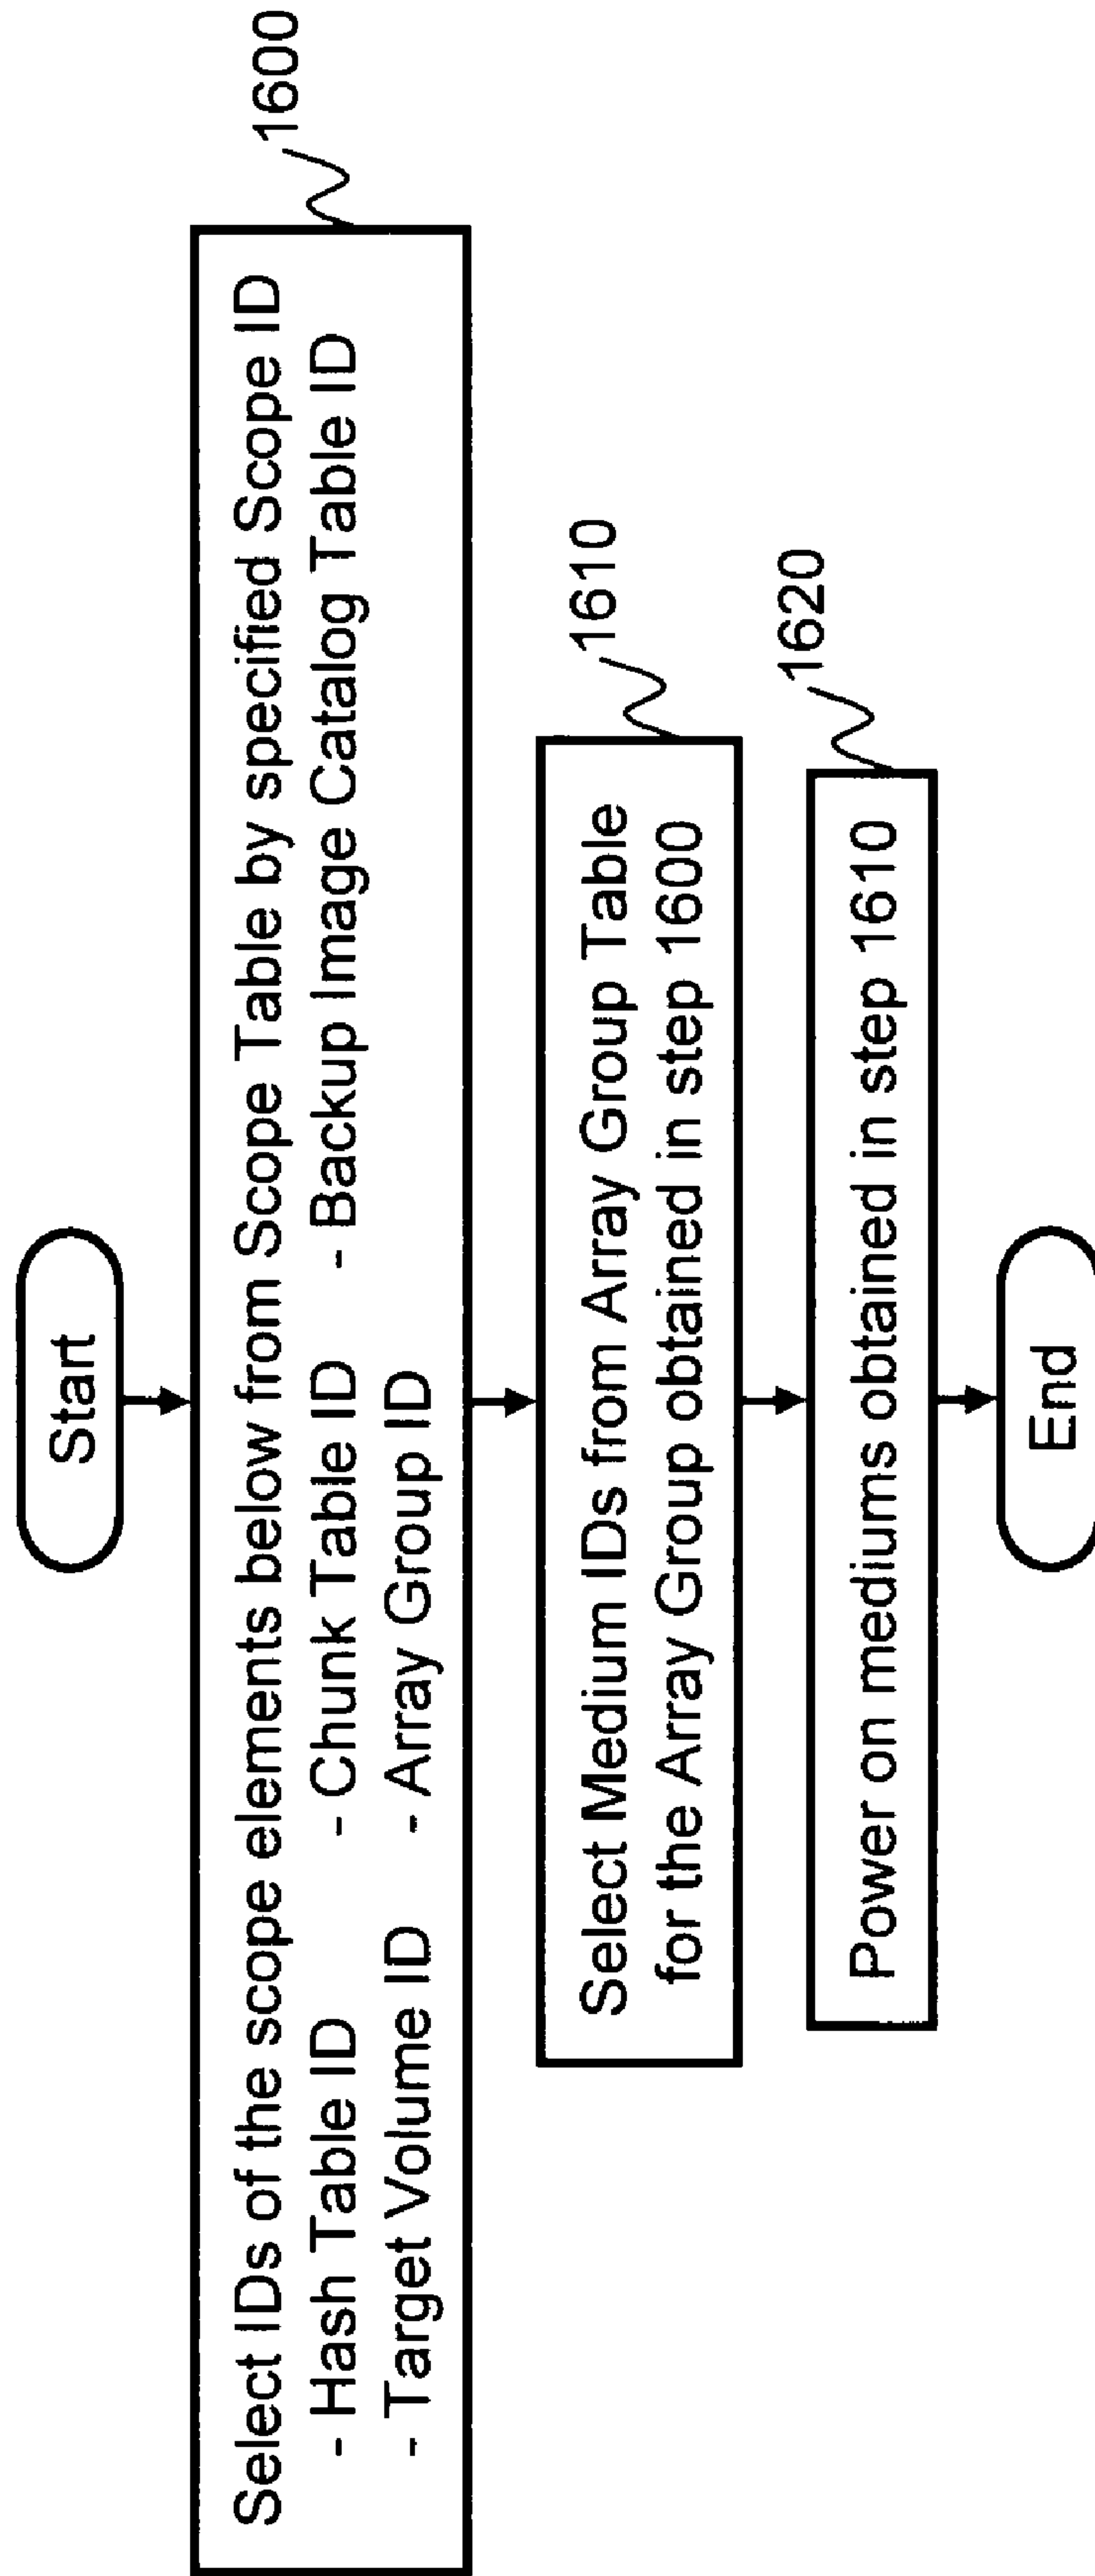 Start
1600
Select IDs of the scope elements below from Scope Table by specified Scope ID
- Hash Table ID - Chunk Table ID - Backup Image Catalog Table ID
- Target Volume ID - Array Group ID
1610
Select Medium IDs from Array Group Table
for the Array Group obtained in step 1600
1620
Power on mediums obtained in step 1610
End